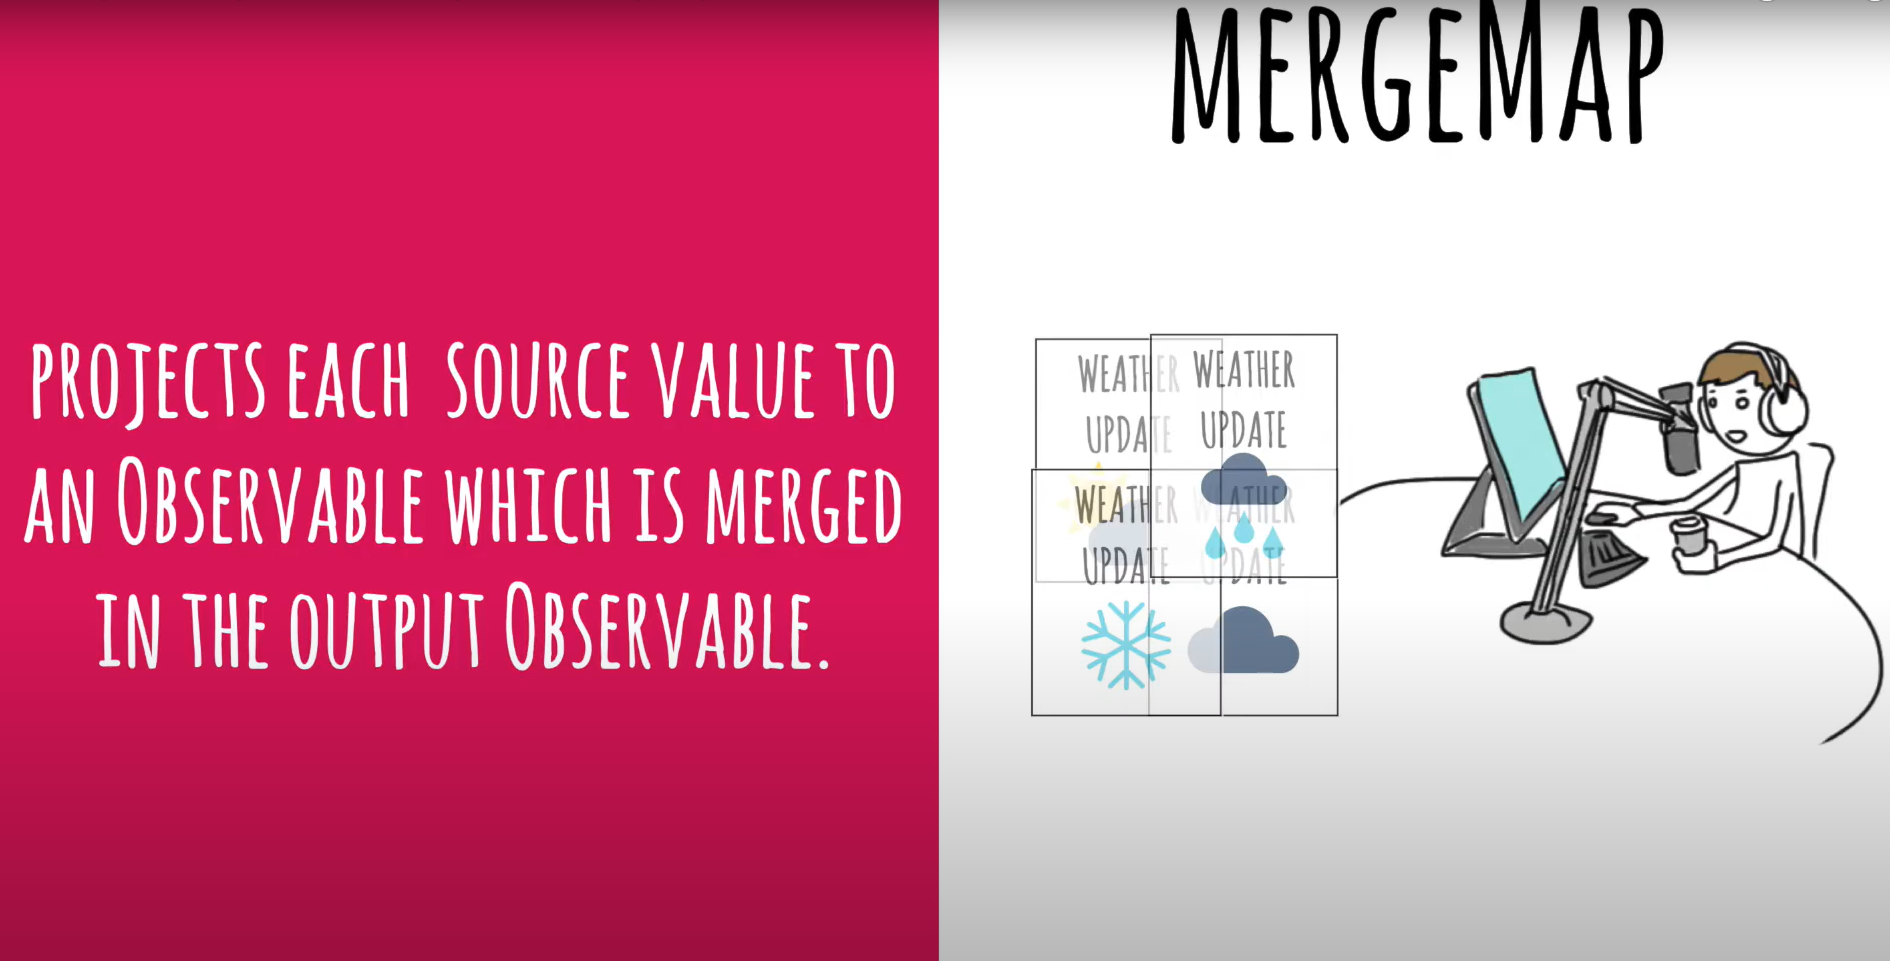 PROJECTS EACH SOURCE VALUE TO
AN OBSERVABLE WHICH IS MERGED
IN THE OUTPUT OBSERVABLE.
MERGEMAP
WEATHER
UPDATE
WEATHER
UPDATE
WEATHER
UPDATE
WEATHER
UPDATE